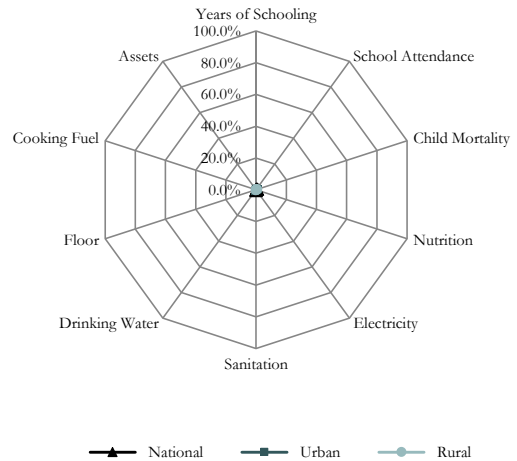 Years of Schooling
100.0%
Assets
School Attendance
80.0%
60.0%
40.0%
Cooking Fuel
Child Mortality
20.0%
0.0%
Floor
Nutrition
Drinking Water
Electricity
Sanitation
National Urban Rural